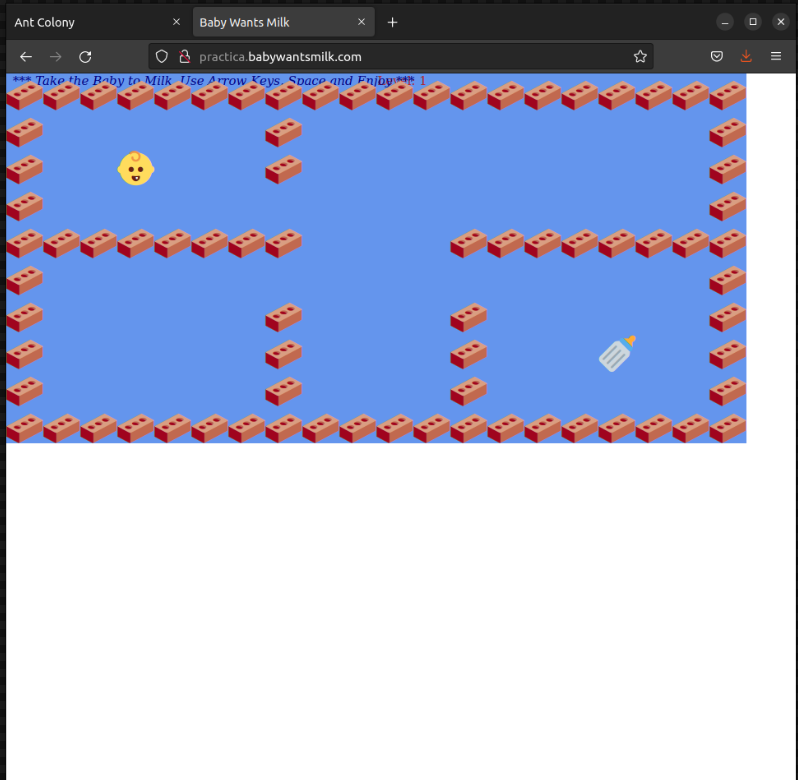 Ant Colony
Baby Wants Milk
practica.babywantsmilk.com
*** Take the Baby to Milk. Use Arrow Keys, Space and Enjoy *** 1